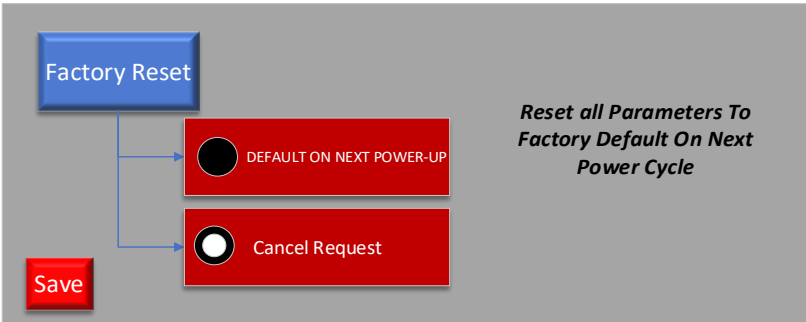 Factory Reset
Reset all Parameters To
Factory Default On Next
Power Cycle
DEFAULT ON NEXT POWER-UP
Cancel Request
Save